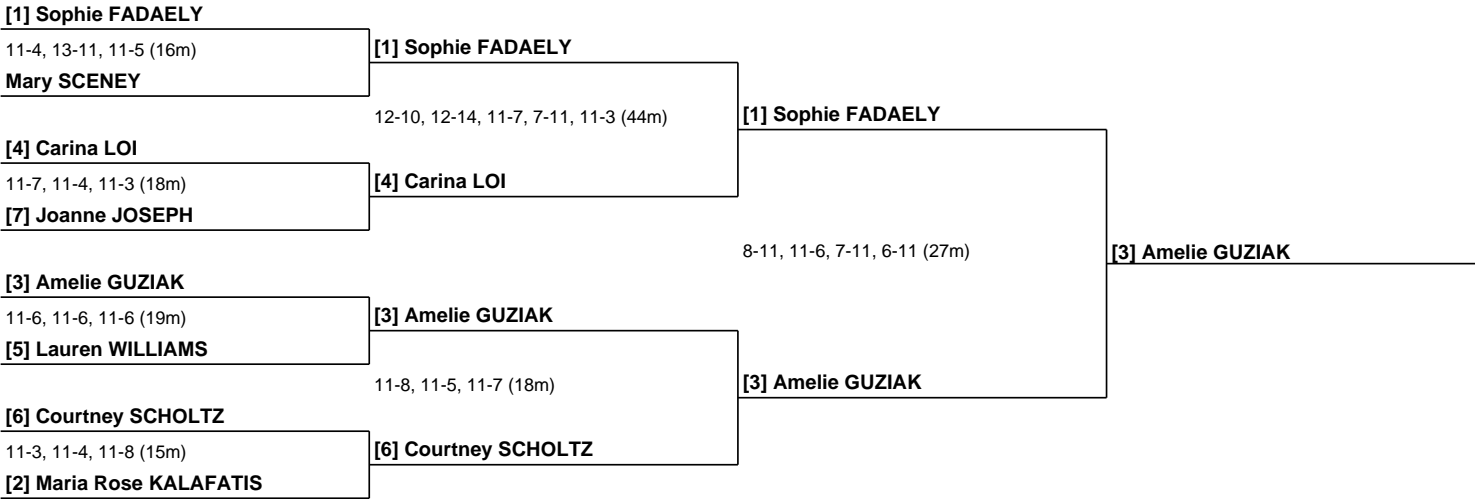 [1] Sophie FADAELY
11-4, 13-11, 11-5 (16m)
Mary SCENEY
[4] Carina LOI
11-7, 11-4, 11-3 (18m)
[7] Joanne JOSEPH
[3] Amelie GUZIAK
11-6, 11-6, 11-6 (19m)
[5] Lauren WILLIAMS
[6] Courtney SCHOLTZ
11-3, 11-4, 11-8 (15m)
[2] Maria Rose KALAFATIS
[1] Sophie FADAELY
12-10, 12-14, 11-7, 7-11, 11-3 (44m)
[4] Carina LOI
[3] Amelie GUZIAK
11-8, 11-5, 11-7 (18m)
[6] Courtney SCHOLTZ
[1] Sophie FADAELY
8-11, 11-6, 7-11, 6-11 (27m)
[3] Amelie GUZIAK
[3] Amelie GUZIAK